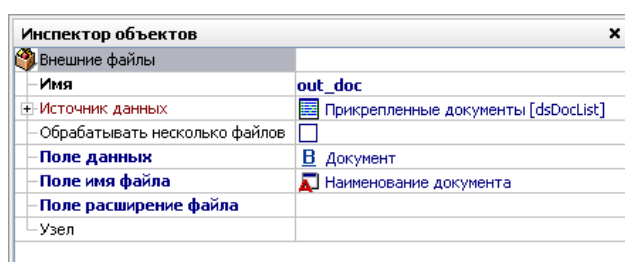 Инспектор объектов
Внешние файлы
Имя out_doc
Источник данных Прикрепленные документы [dsDocList]
Обрабатывать несколько файлов
Поле данных B Документ
Поле имя файла A Наименование документа
Поле расширение файла
Узел